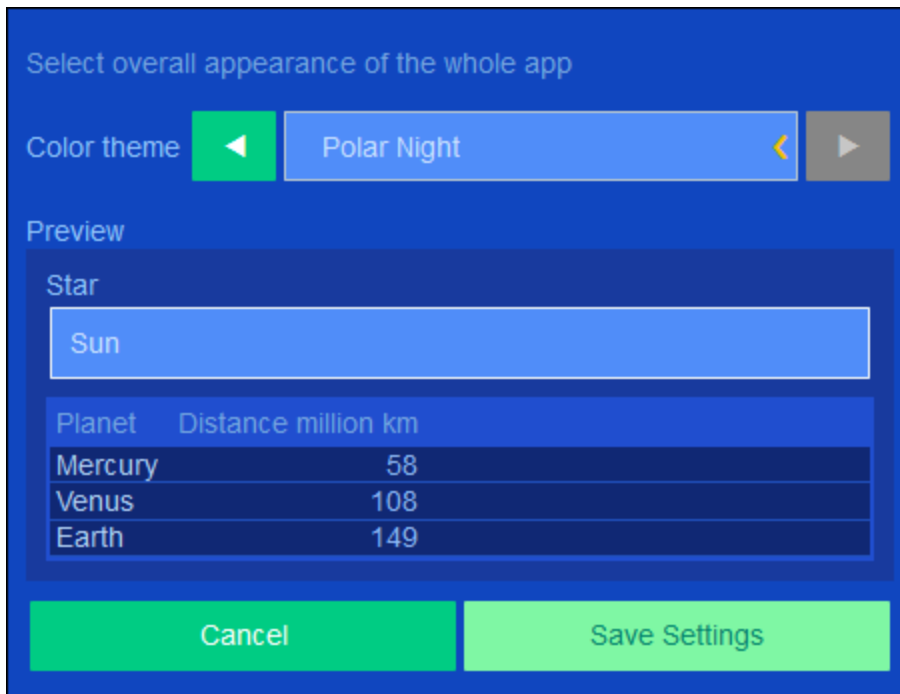 Select overall appearance of the whole app
Color theme
Polar Night
Preview
Star
Sun
Planet Distance million km
Mercury 58
Venus 108
Earth 149
Cancel Save Settings